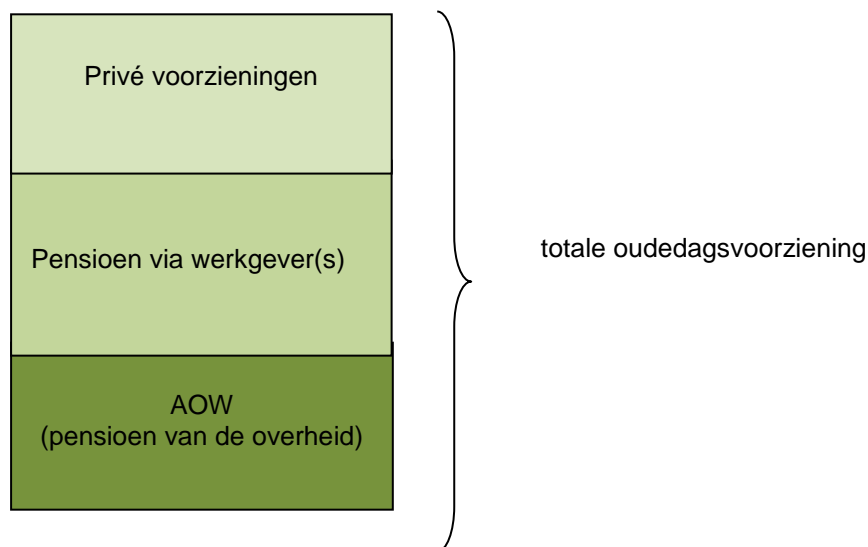 Privé voorzieningen
Pensioen via werkgever(s)
totale oudedagsvoorziening
AOW
(pensioen van de overheid)